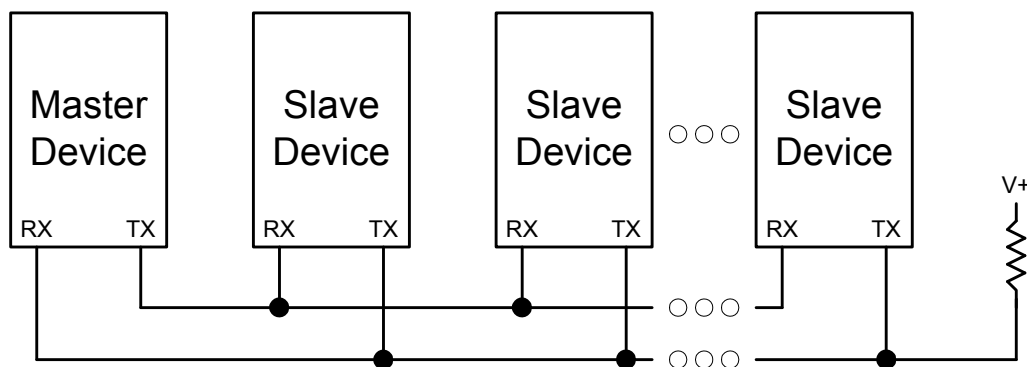 Master
Device
Slave
Device
Slave
Device
Slave
Device
V+
RX TX
RX TX
RX TX
RX TX